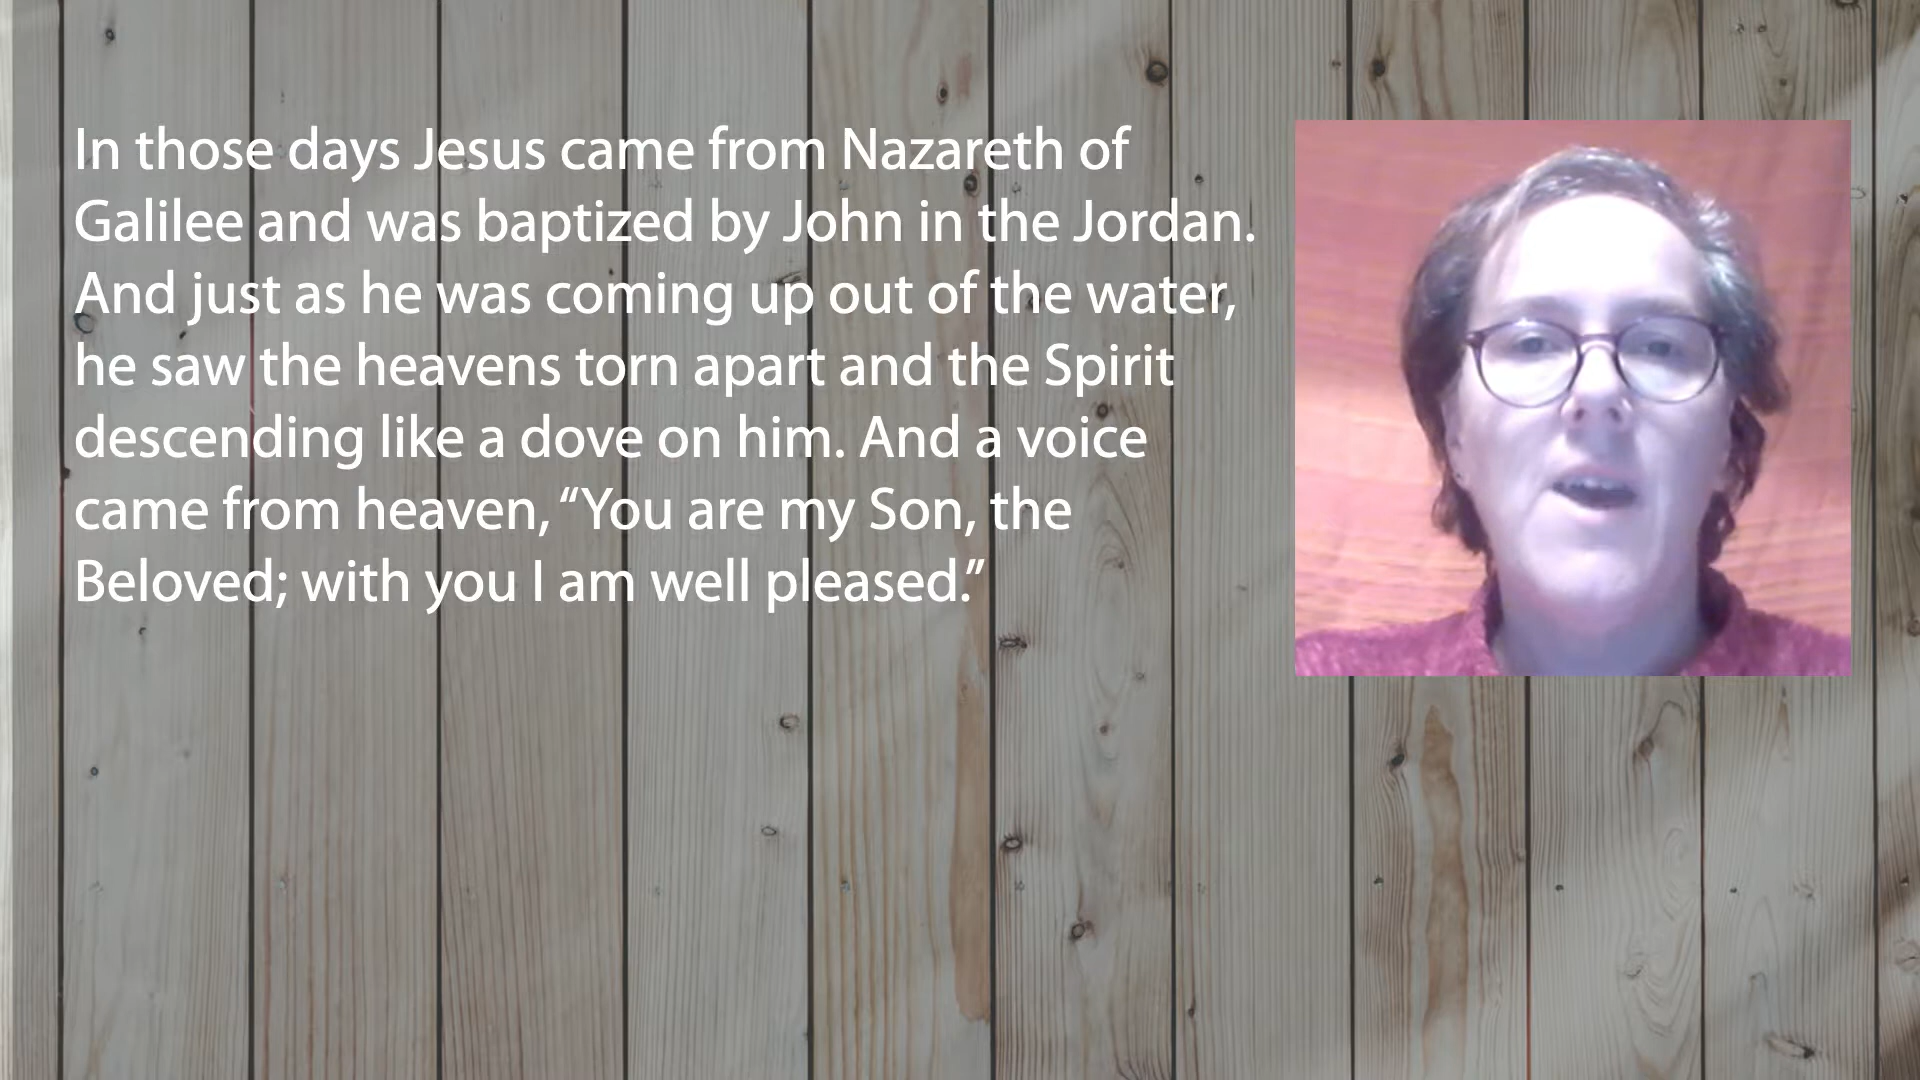 In those days Jesus came from Nazareth of
Galilee and was baptized by John in the Jordan.
And just as he was coming up out of the water,
he saw the heavens torn apart and the Spirit
descending like a dove on him. And a voice
came from heaven, “You are my Son, the
Beloved; with you I am well pleased.”